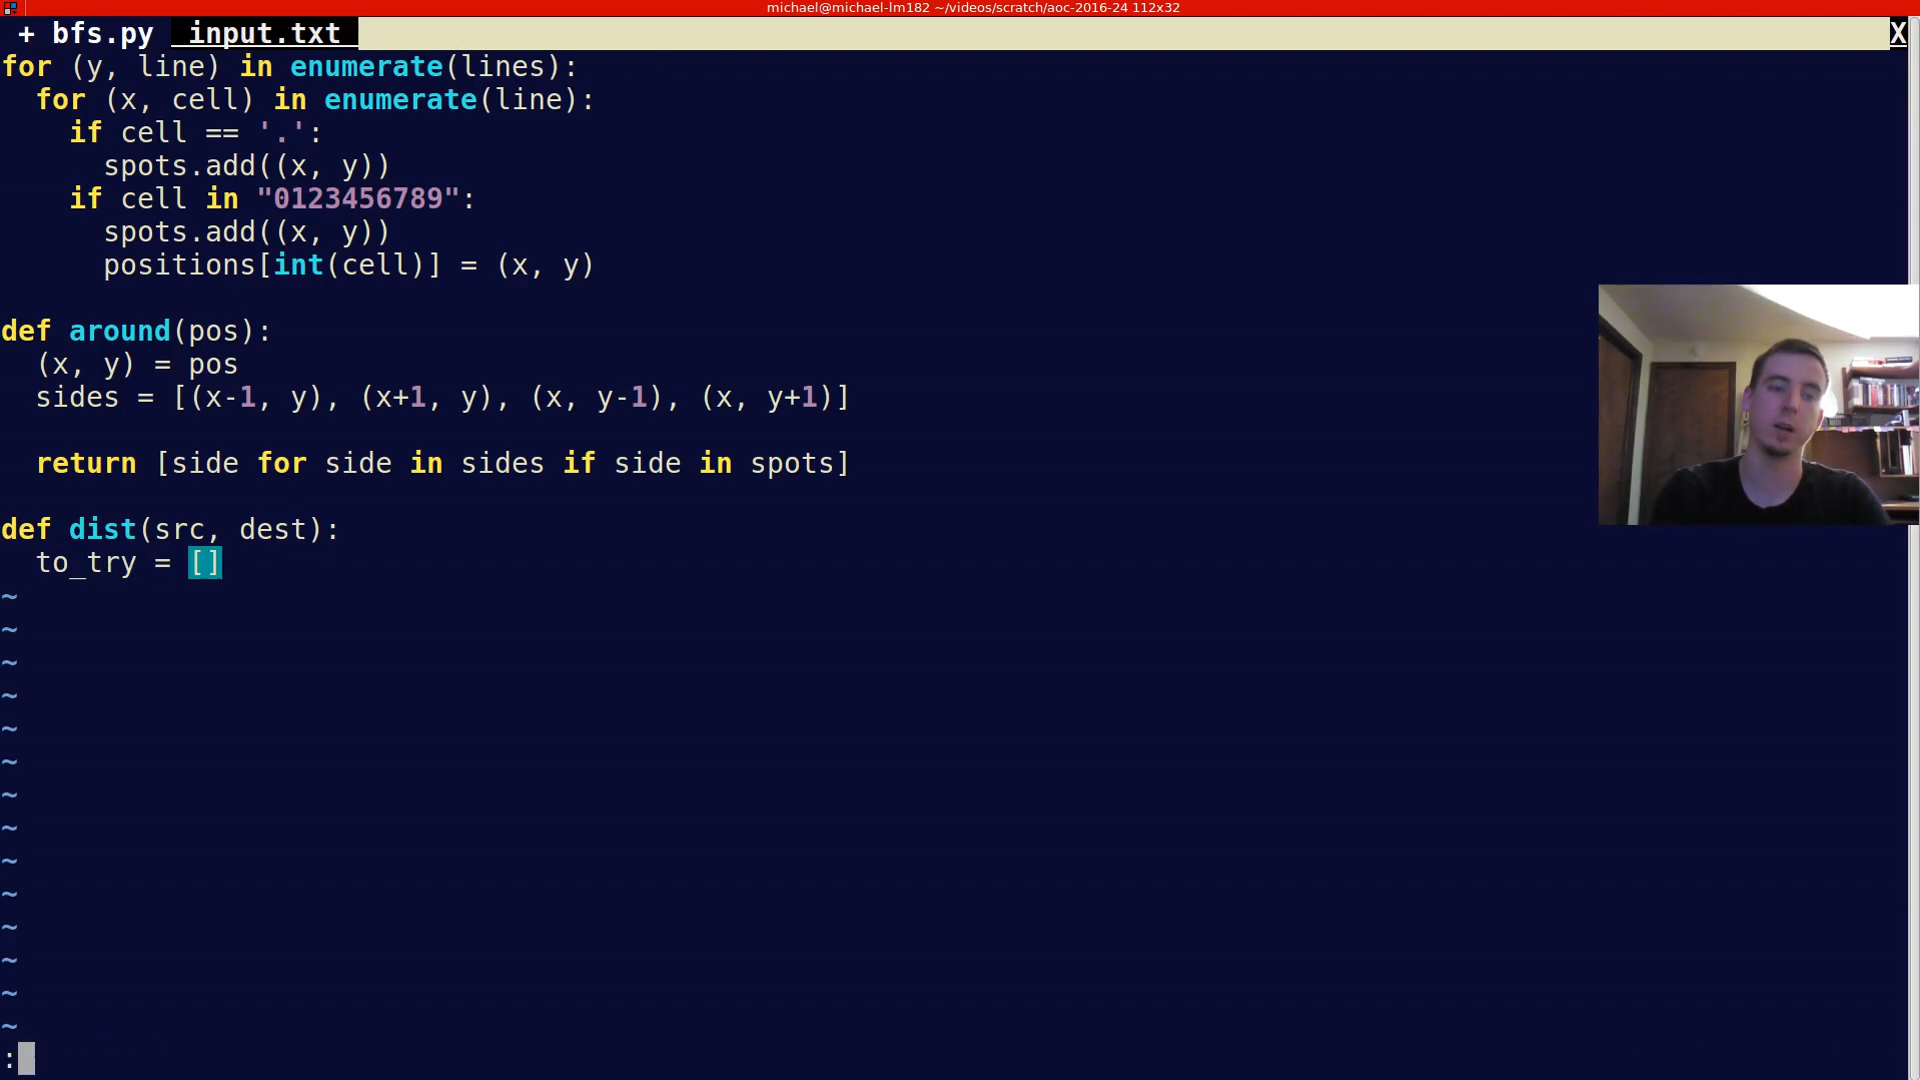 michael@michael-lm182 ~/videos/scratch/aoc-2016-24 112x32
+ bfs.py input.txt X
for (y, line) in enumerate(lines):
  for (x, cell) in enumerate(line):
    if cell == '.':
      spots.add((x, y))
    if cell in "0123456789":
      spots.add((x, y))
      positions[int(cell)] = (x, y)
def around(pos):
  (x, y) = pos
  sides = [(x-1, y), (x+1, y), (x, y-1), (x, y+1)]
  return [side for side in sides if side in spots]
def dist(src, dest):
  to_try = []
~
~
~
~
~
~
~
~
~
~
~
~
~
~
: